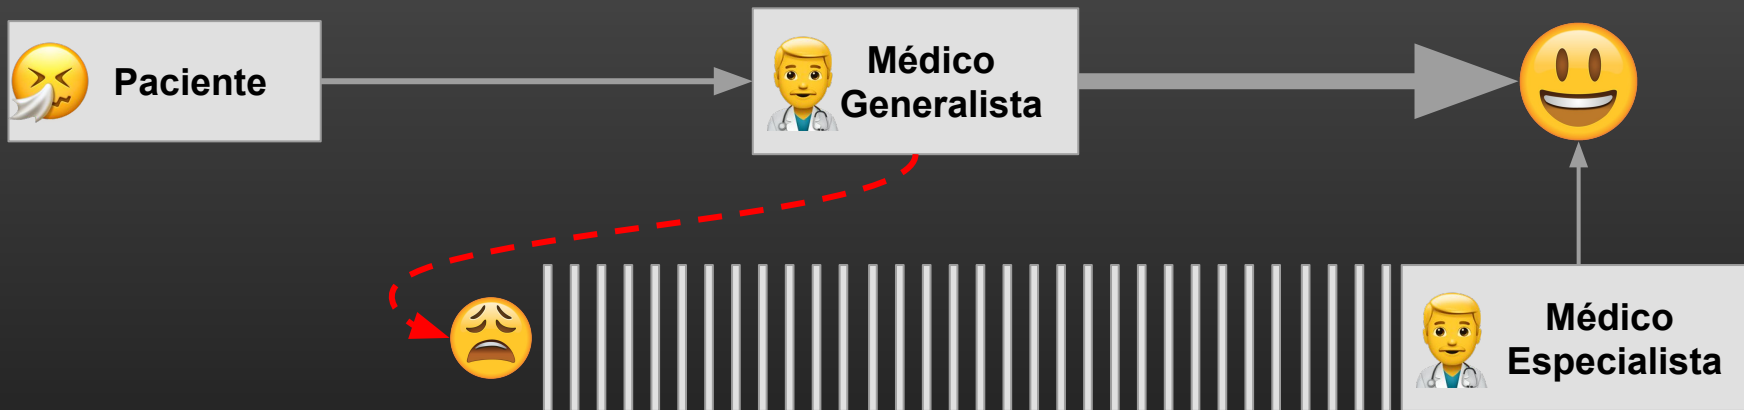 Paciente
Médico
Generalista
Médico
Especialista